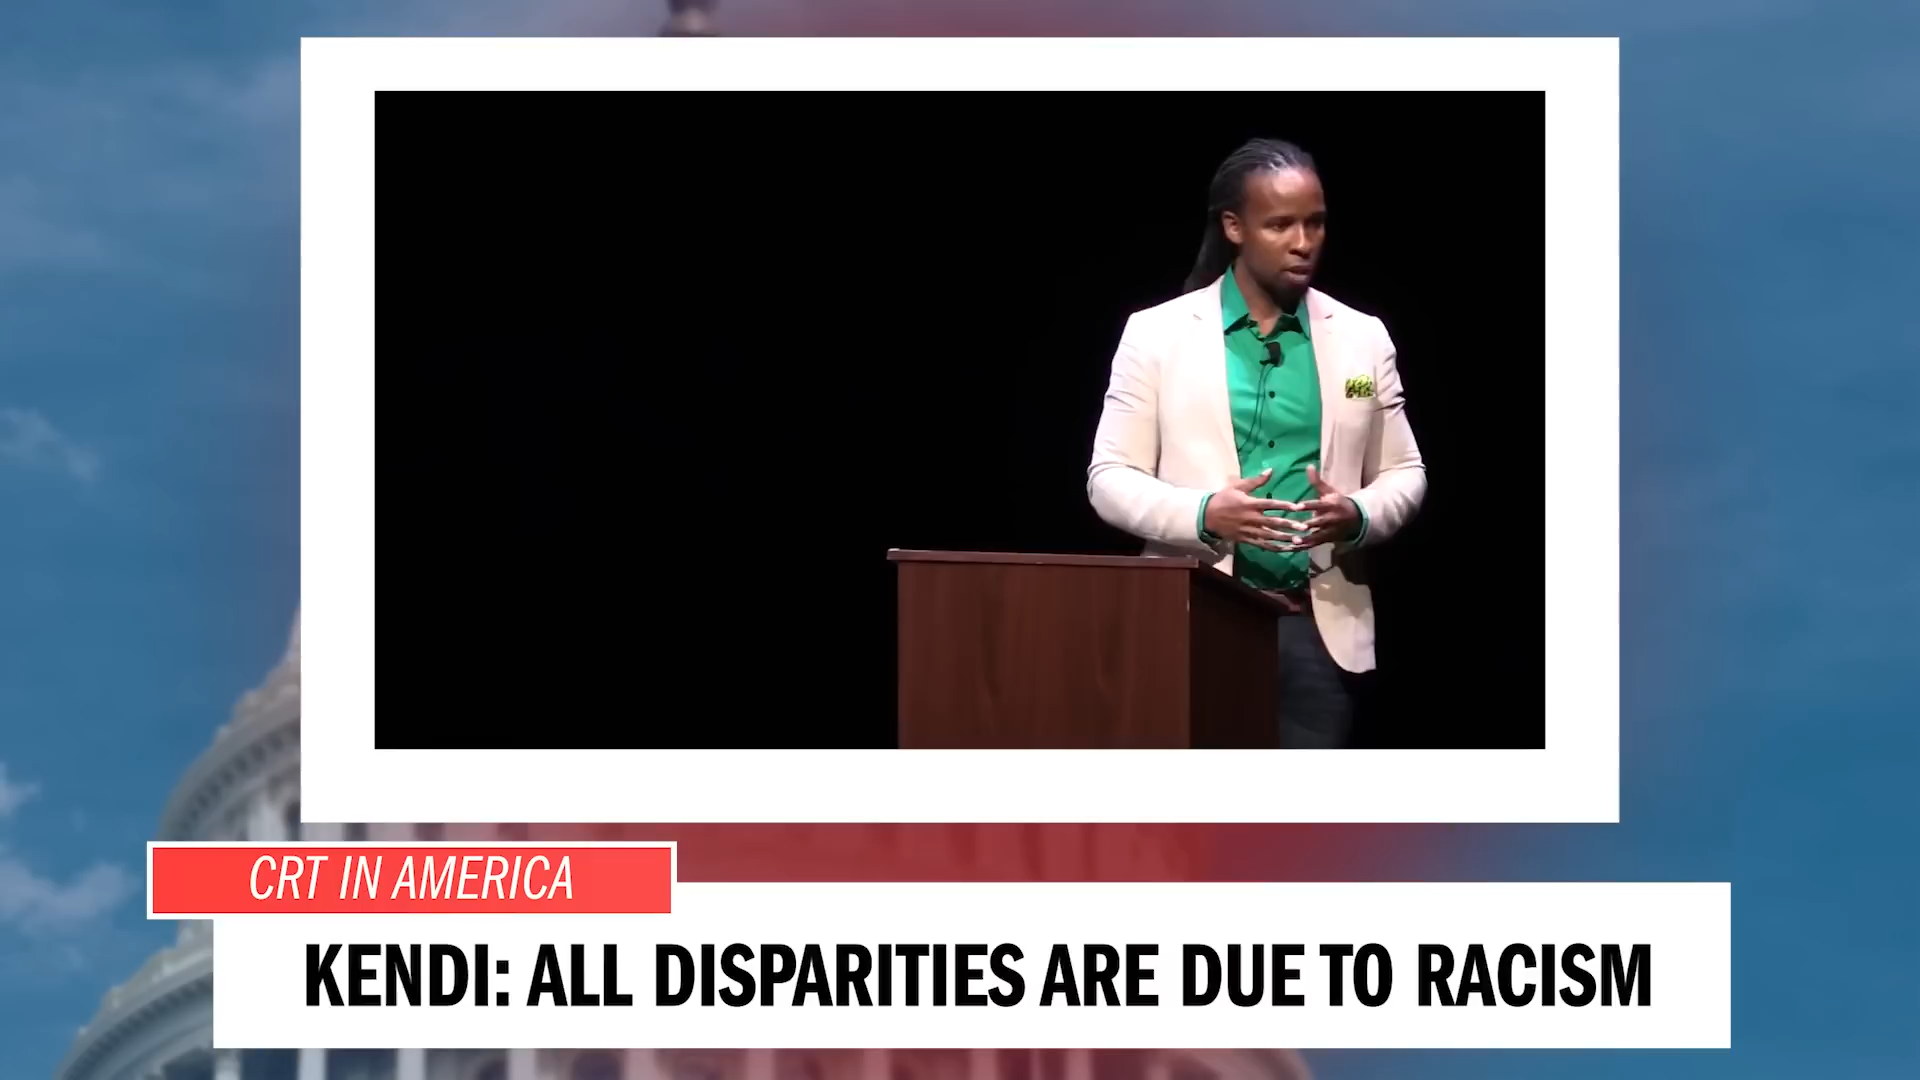 CRT IN AMERICA
KENDI: ALL DISPARITIES ARE DUE TO RACISM